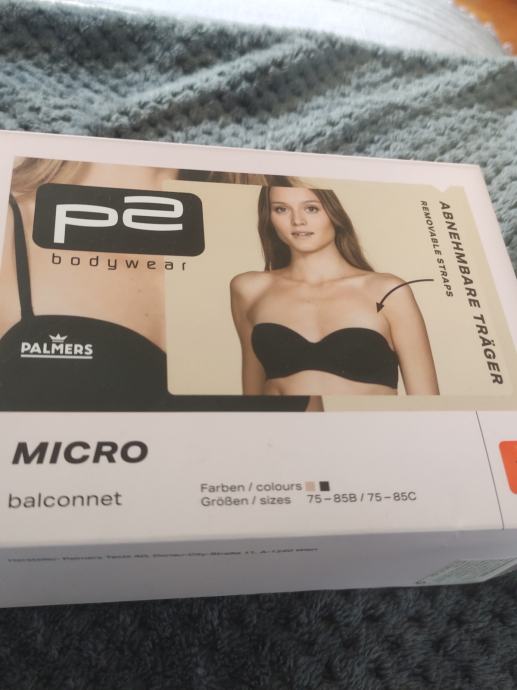 p2
bodywear
PALMERS
ABNEHMBARE TRÄGER
REMOVABLE STRAPS
MICRO
balconnet
Farben / colours
Größen / sizes 75-85B / 75-85C